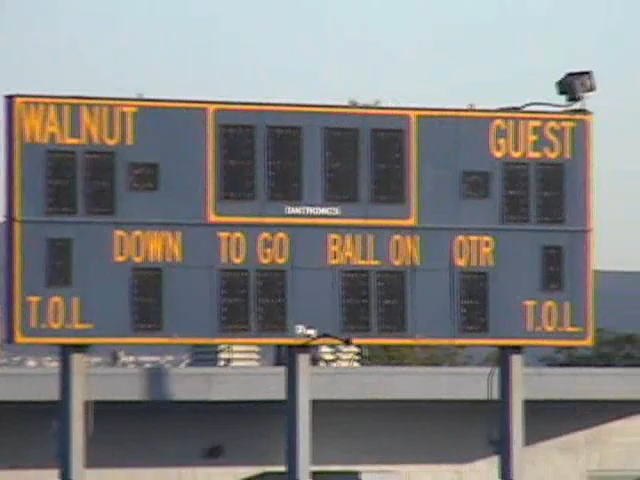 WALNUT GUEST
DAKTRONICS
DOWN TO GO BALL ON QTR
T.O.L. T.O.L.